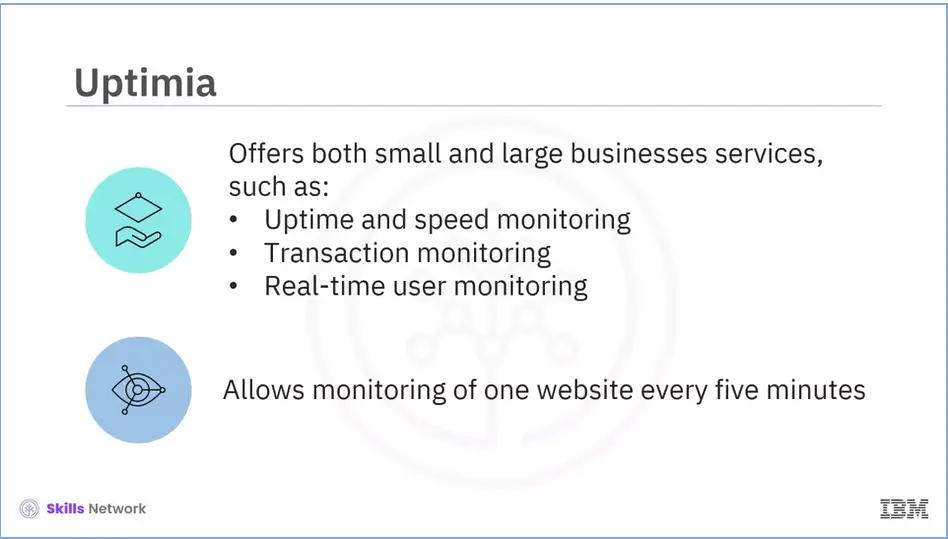 Uptimia
Offers both small and large businesses services,
such as:
• Uptime and speed monitoring
• Transaction monitoring
• Real-time user monitoring
Allows monitoring of one website every five minutes
Skills Network
IBM